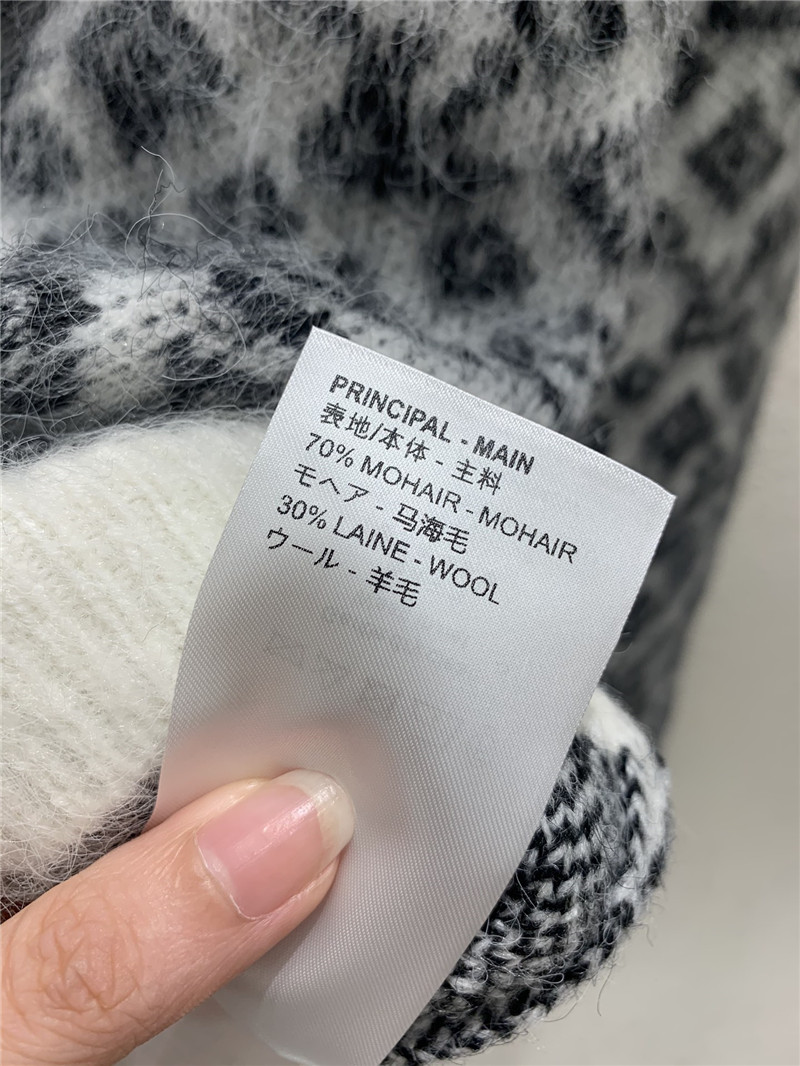 PRINCIPAL - MAIN
表地/本体 - 主料
70% MOHAIR - MOHAIR
モヘア - 马海毛
30% LAINE - WOOL
ウール - 羊毛